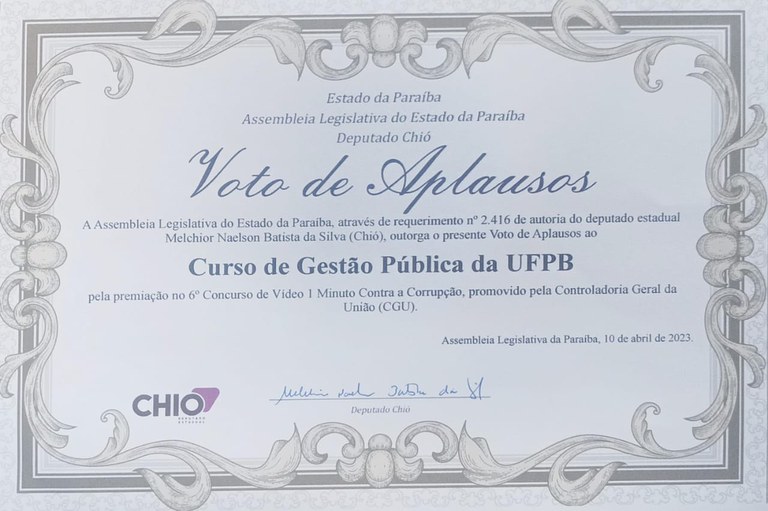 Estado da Paraíba
Assembleia Legislativa do Estado da Paraíba
Deputado Chió
Voto de Aplausos
A Assembleia Legislativa do Estado da Paraíba, através de requerimento nº 2.416 de autoria do deputado estadual
Melchior Naelson Batista da Silva (Chió), outorga o presente Voto de Aplausos ao
Curso de Gestão Pública da UFPB
pela premiação no 6º Concurso de Vídeo 1 Minuto Contra a Corrupção, promovido pela Controladoria Geral da
União (CGU).
Assembleia Legislativa da Paraíba, 10 de abril de 2023.
CHIO
DEPUTADO
ESTADUAL
Deputado Chió